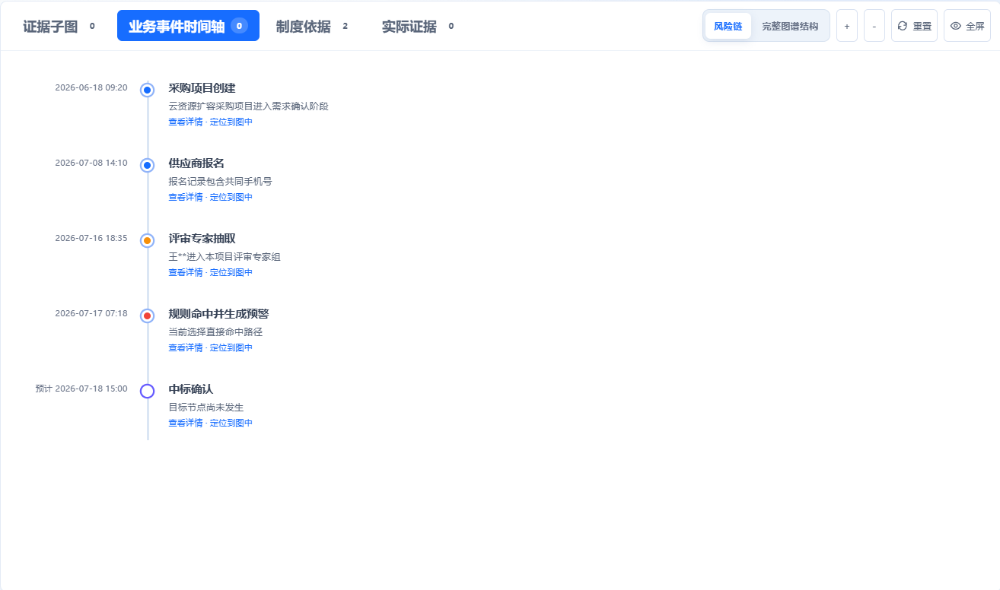 证据子图 0 业务事件时间轴 0 制度依据 2 实际证据 0 风险链 完整图谱结构 + - 重置 全屏
2026-06-18 09:20 采购项目创建
云资源扩容采购项目进入需求确认阶段
查看详情 · 定位到图中
2026-07-08 14:10 供应商报名
报名记录包含共同手机号
查看详情 · 定位到图中
2026-07-16 18:35 评审专家抽取
王**进入本项目评审专家组
查看详情 · 定位到图中
2026-07-17 07:18 规则命中并生成预警
当前选择直接命中路径
查看详情 · 定位到图中
预计 2026-07-18 15:00 中标确认
目标节点尚未发生
查看详情 · 定位到图中